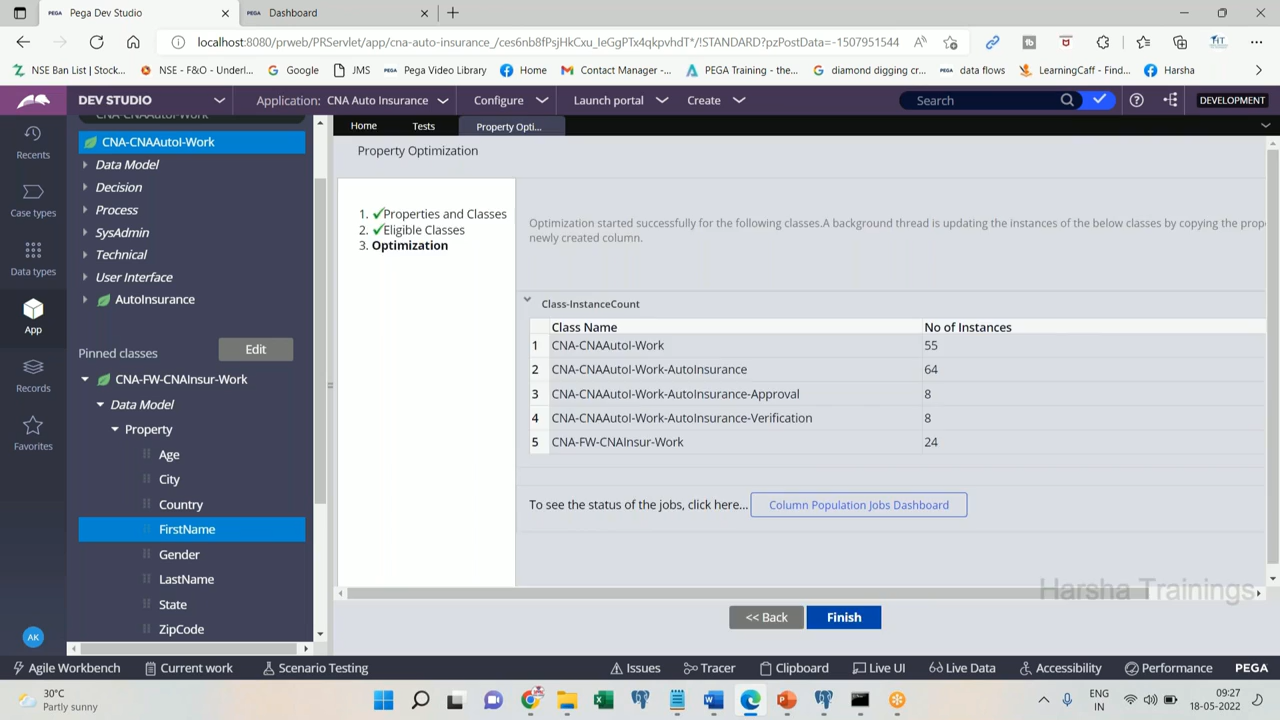 PEGA Pega Dev Studio
PEGA Dashboard
localhost:8080/prweb/PRServlet/app/cna-auto-insurance_/ces6nb8fPsjHkCxu_IeGgPTx4qkpvhdT*/!STANDARD?pzPostData=-1507951544
NSE Ban List | Stock...
NSE - F&O - Underl...
Google
JMS
PEGA Pega Video Library
Home
Contact Manager -...
PEGA Training - the...
diamond digging cr...
PEGA data flows
LearningCaff - Find...
Harsha
DEV STUDIO
Application: CNA Auto Insurance
Configure
Launch portal
Create
Search
DEVELOPMENT
Recents
Case types
Data types
App
Records
Favorites
AK
CNA-CNAAutoI-Work
CNA-CNAAutoI-Work
Data Model
Decision
Process
SysAdmin
Technical
User Interface
AutoInsurance
Pinned classes
Edit
CNA-FW-CNAInsur-Work
Data Model
Property
Age
City
Country
FirstName
Gender
LastName
State
ZipCode
Home
Tests
Property Opti...
Property Optimization
1. Properties and Classes
2. Eligible Classes
3. Optimization
Optimization started successfully for the following classes.A background thread is updating the instances of the below classes by copying the prop
newly created column.
Class-InstanceCount
Class Name No of Instances
1 CNA-CNAAutoI-Work 55
2 CNA-CNAAutoI-Work-AutoInsurance 64
3 CNA-CNAAutoI-Work-AutoInsurance-Approval 8
4 CNA-CNAAutoI-Work-AutoInsurance-Verification 8
5 CNA-FW-CNAInsur-Work 24
To see the status of the jobs, click here... Column Population Jobs Dashboard
Harsha Trainings
<< Back
Finish
Agile Workbench
Current work
Scenario Testing
Issues
Tracer
Clipboard
Live UI
Live Data
Accessibility
Performance
PEGA
30°C
Partly sunny
ENG
IN
09:27
18-05-2022